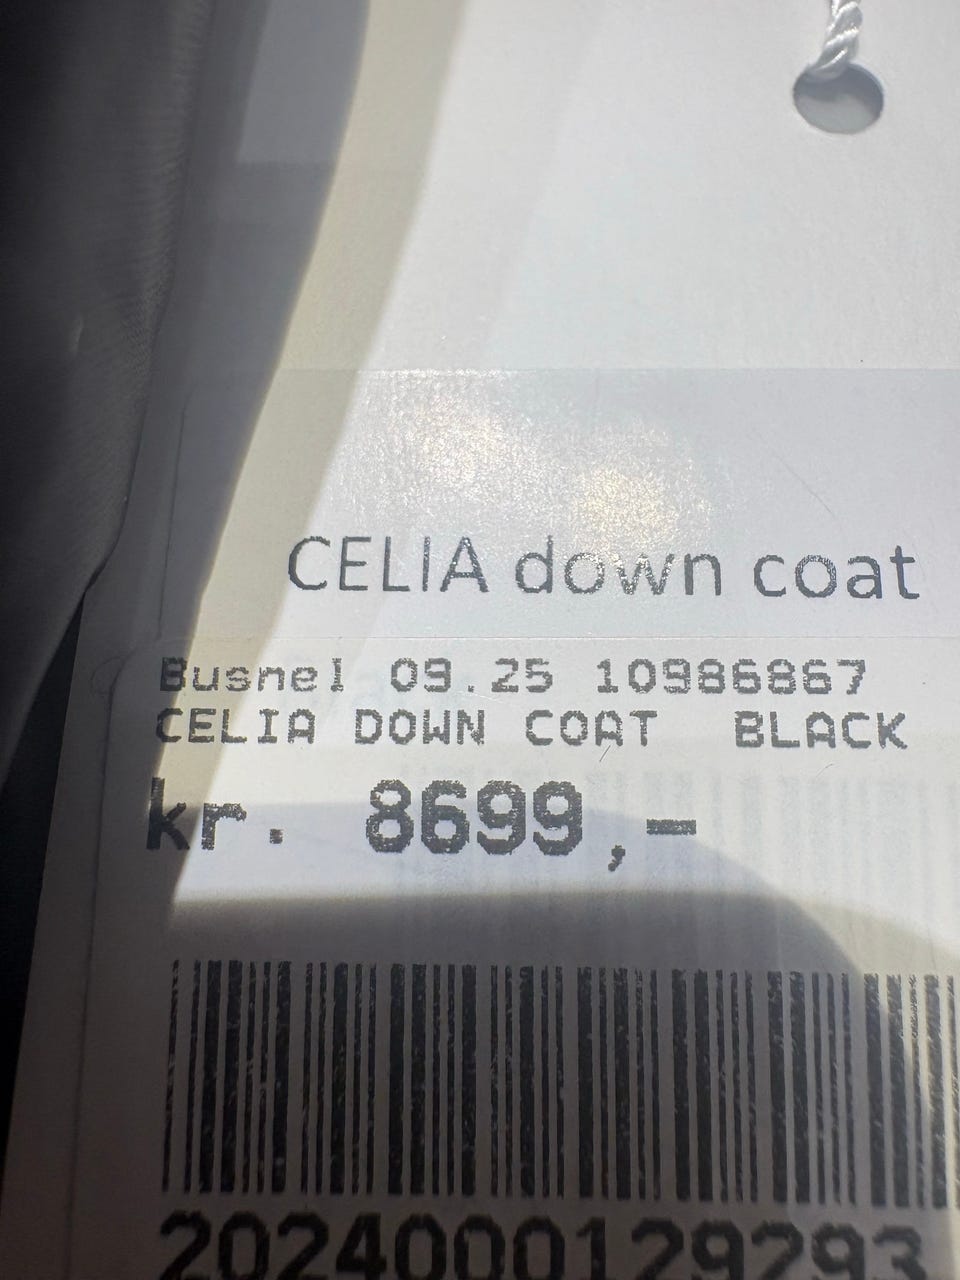 CELIA down coat
Busnel 09.25 10986867
CELIA DOWN COAT BLACK
kr. 8699,-
2024000129293